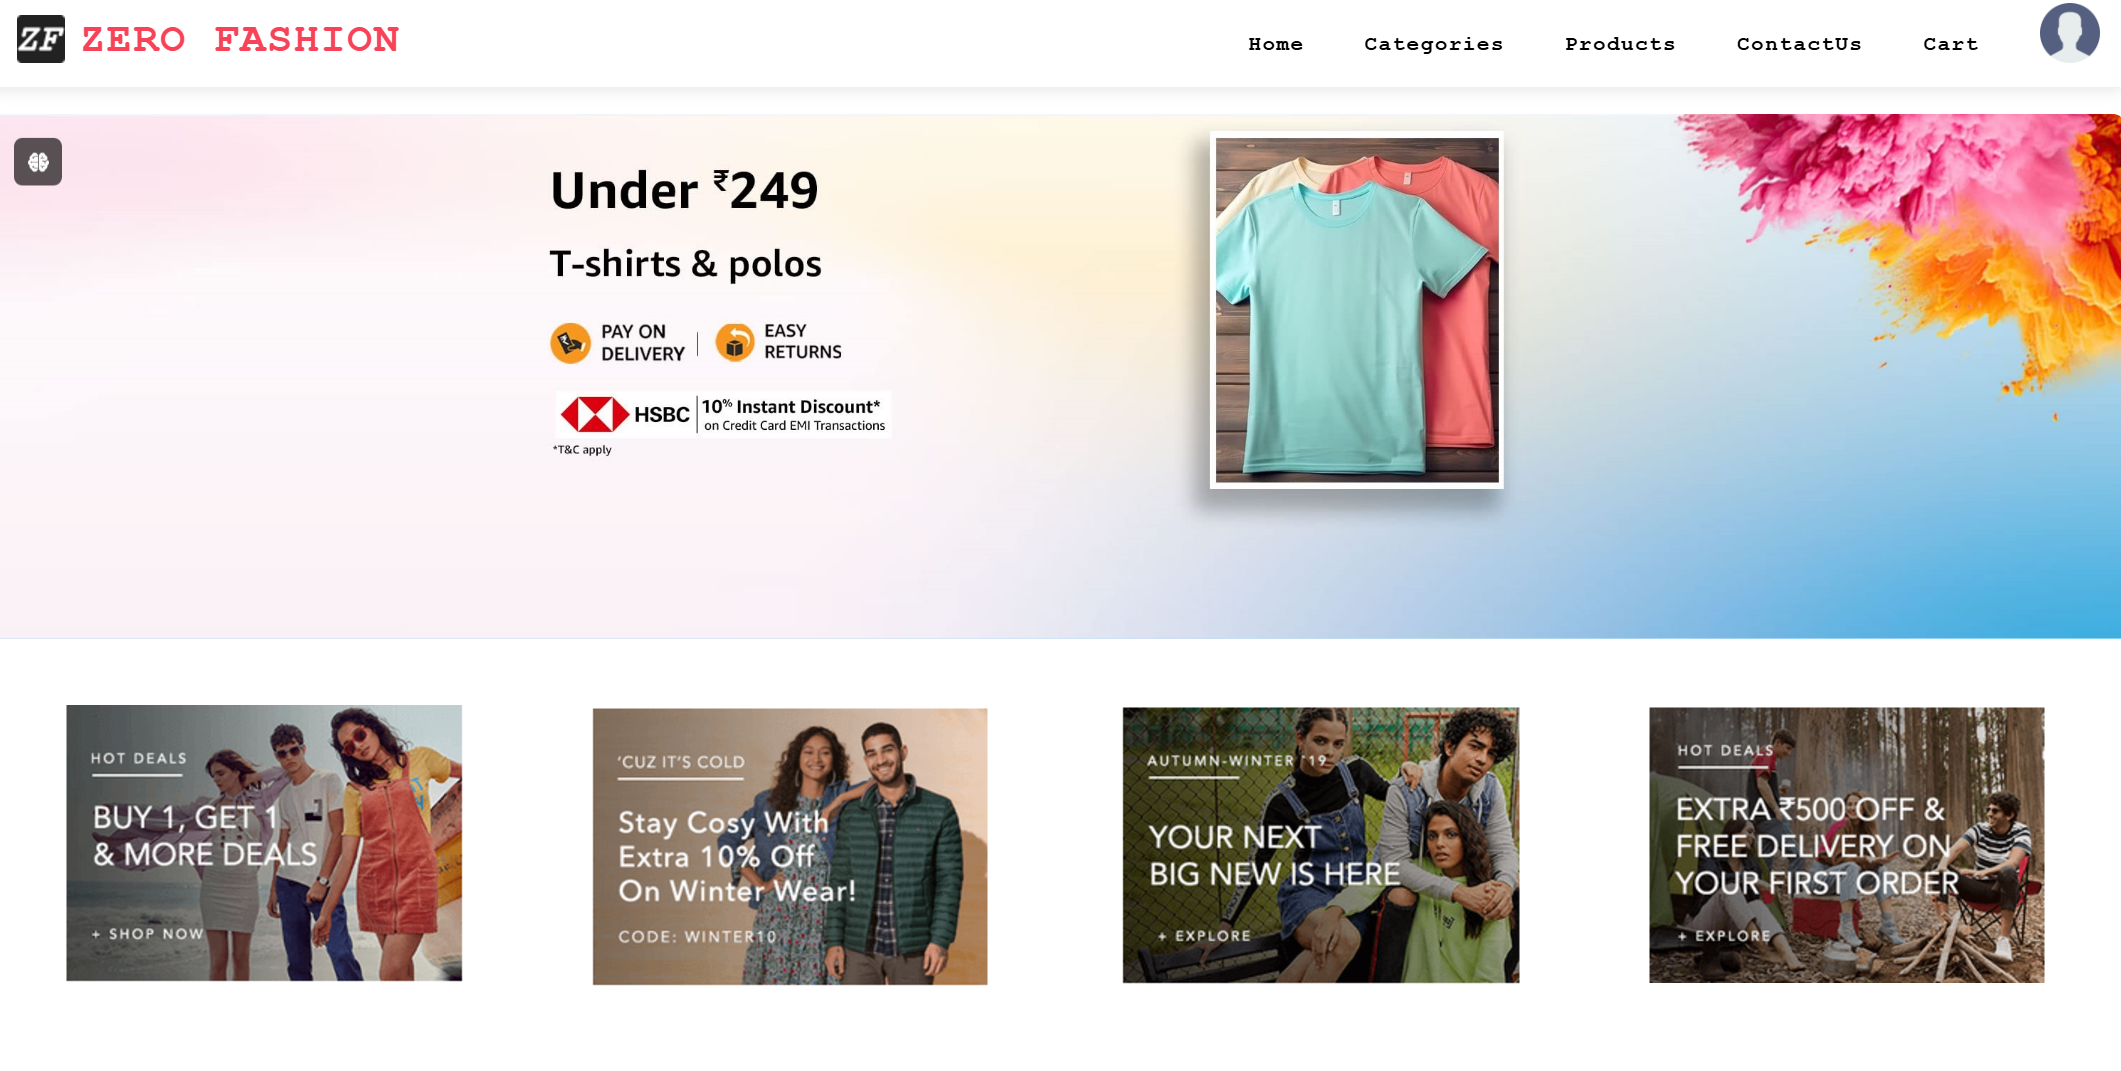 ZF ZERO FASHION
Home Categories Products ContactUs Cart
Under ₹249
T-shirts & polos
PAY ON
DELIVERY
EASY
RETURNS
HSBC
10% Instant Discount*
on Credit Card EMI Transactions
*T&C apply
HOT DEALS
BUY 1, GET 1
& MORE DEALS
+ SHOP NOW
'CUZ IT'S COLD
Stay Cosy With
Extra 10% Off
On Winter Wear!
CODE: WINTER10
AUTUMN-WINTER '19
YOUR NEXT
BIG NEW IS HERE
+ EXPLORE
HOT DEALS
EXTRA ₹500 OFF &
FREE DELIVERY ON
YOUR FIRST ORDER
+ EXPLORE